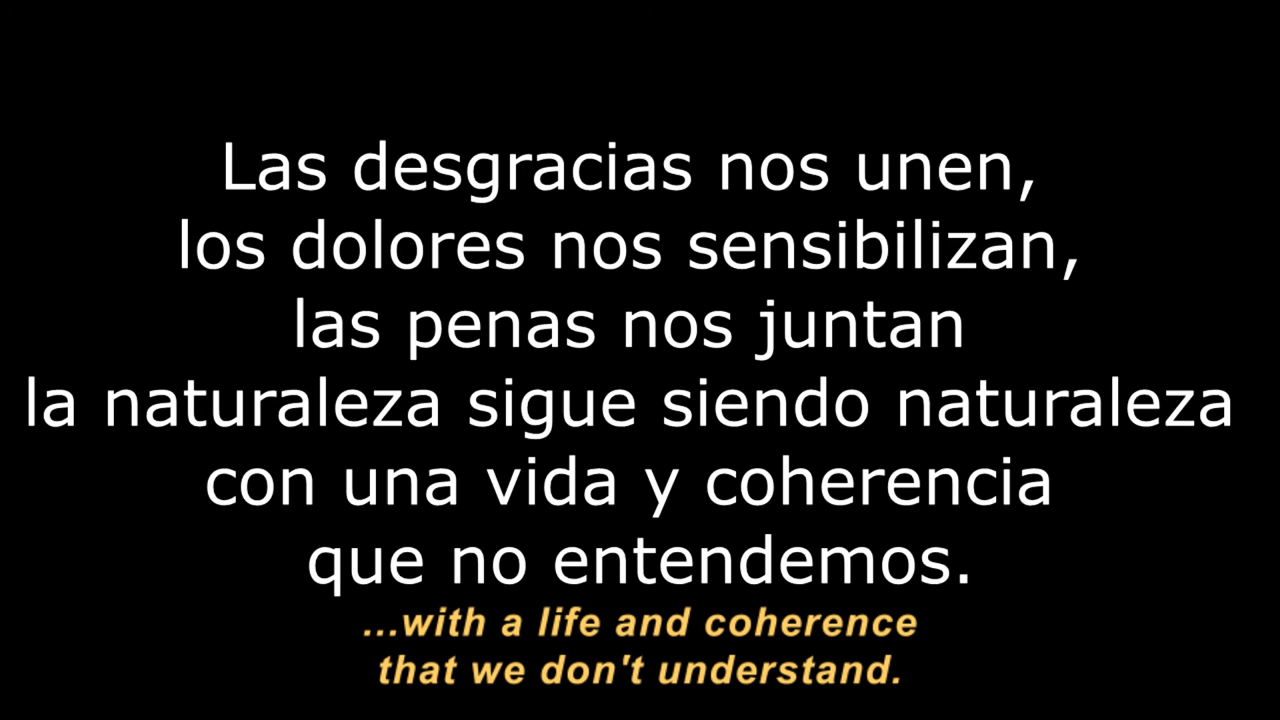 Las desgracias nos unen,
los dolores nos sensibilizan,
las penas nos juntan
la naturaleza sigue siendo naturaleza
con una vida y coherencia
que no entendemos.
...with a life and coherence
that we don't understand.